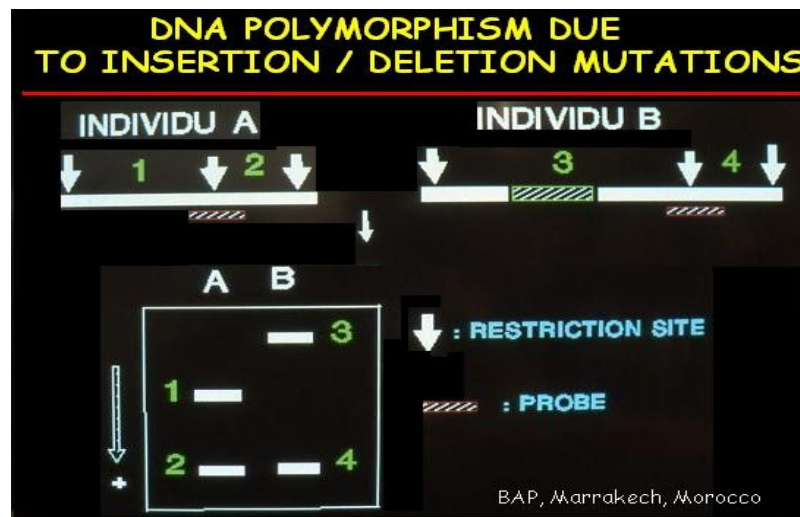 DNA POLYMORPHISM DUE
TO INSERTION / DELETION MUTATIONS
INDIVIDU A
INDIVIDU B
1 2
3 4
A B
3
1
2 4
+
: RESTRICTION SITE
: PROBE
BAP, Marrakech, Morocco